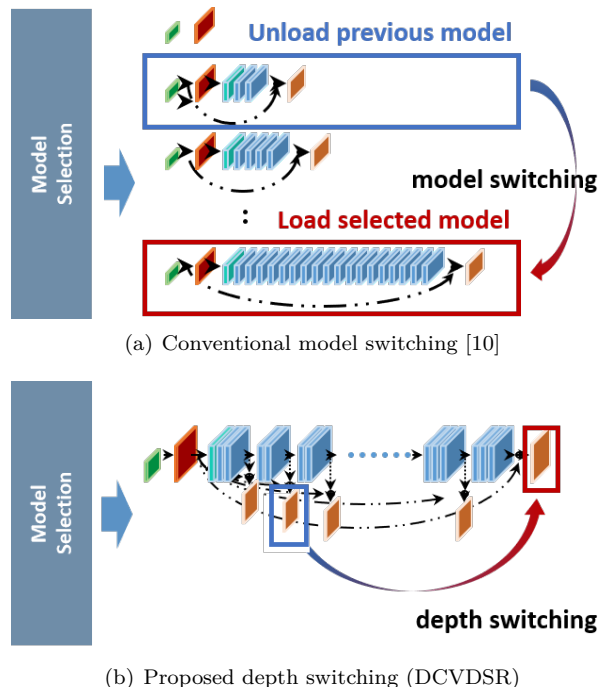 Model
Selection
Unload previous model
model switching
:
Load selected model
(a) Conventional model switching [10]
Model
Selection
depth switching
(b) Proposed depth switching (DCVDSR)